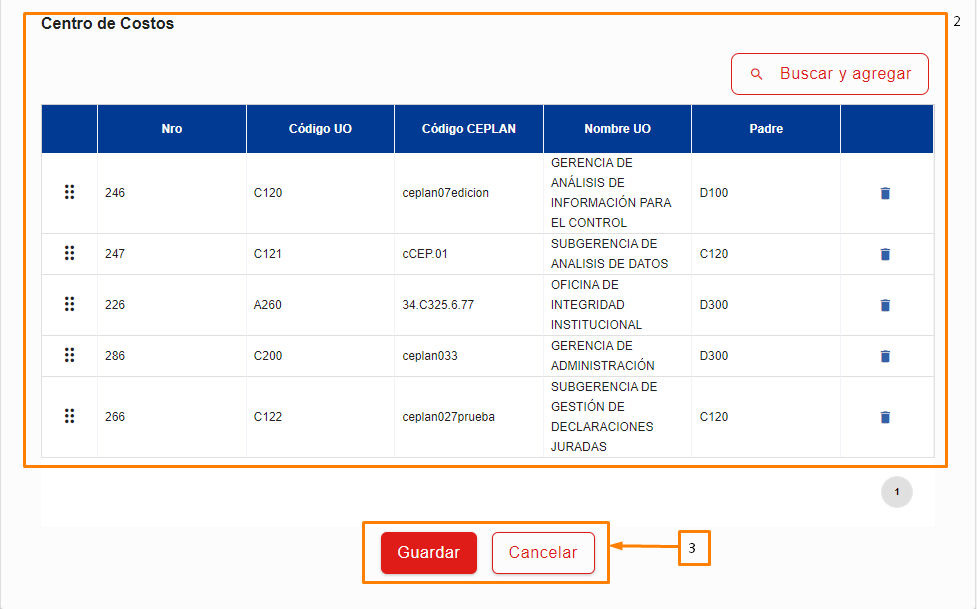 Centro de Costos
2
Buscar y agregar
Nro Código UO Código CEPLAN Nombre UO Padre
246 C120 ceplan07edicion GERENCIA DE
ANÁLISIS DE
INFORMACIÓN PARA
EL CONTROL D100
247 C121 cCEP.01 SUBGERENCIA DE
ANALISIS DE DATOS C120
226 A260 34.C325.6.77 OFICINA DE
INTEGRIDAD
INSTITUCIONAL D300
286 C200 ceplan033 GERENCIA DE
ADMINISTRACIÓN D300
266 C122 ceplan027prueba SUBGERENCIA DE
GESTIÓN DE
DECLARACIONES
JURADAS C120
1
Guardar Cancelar 3